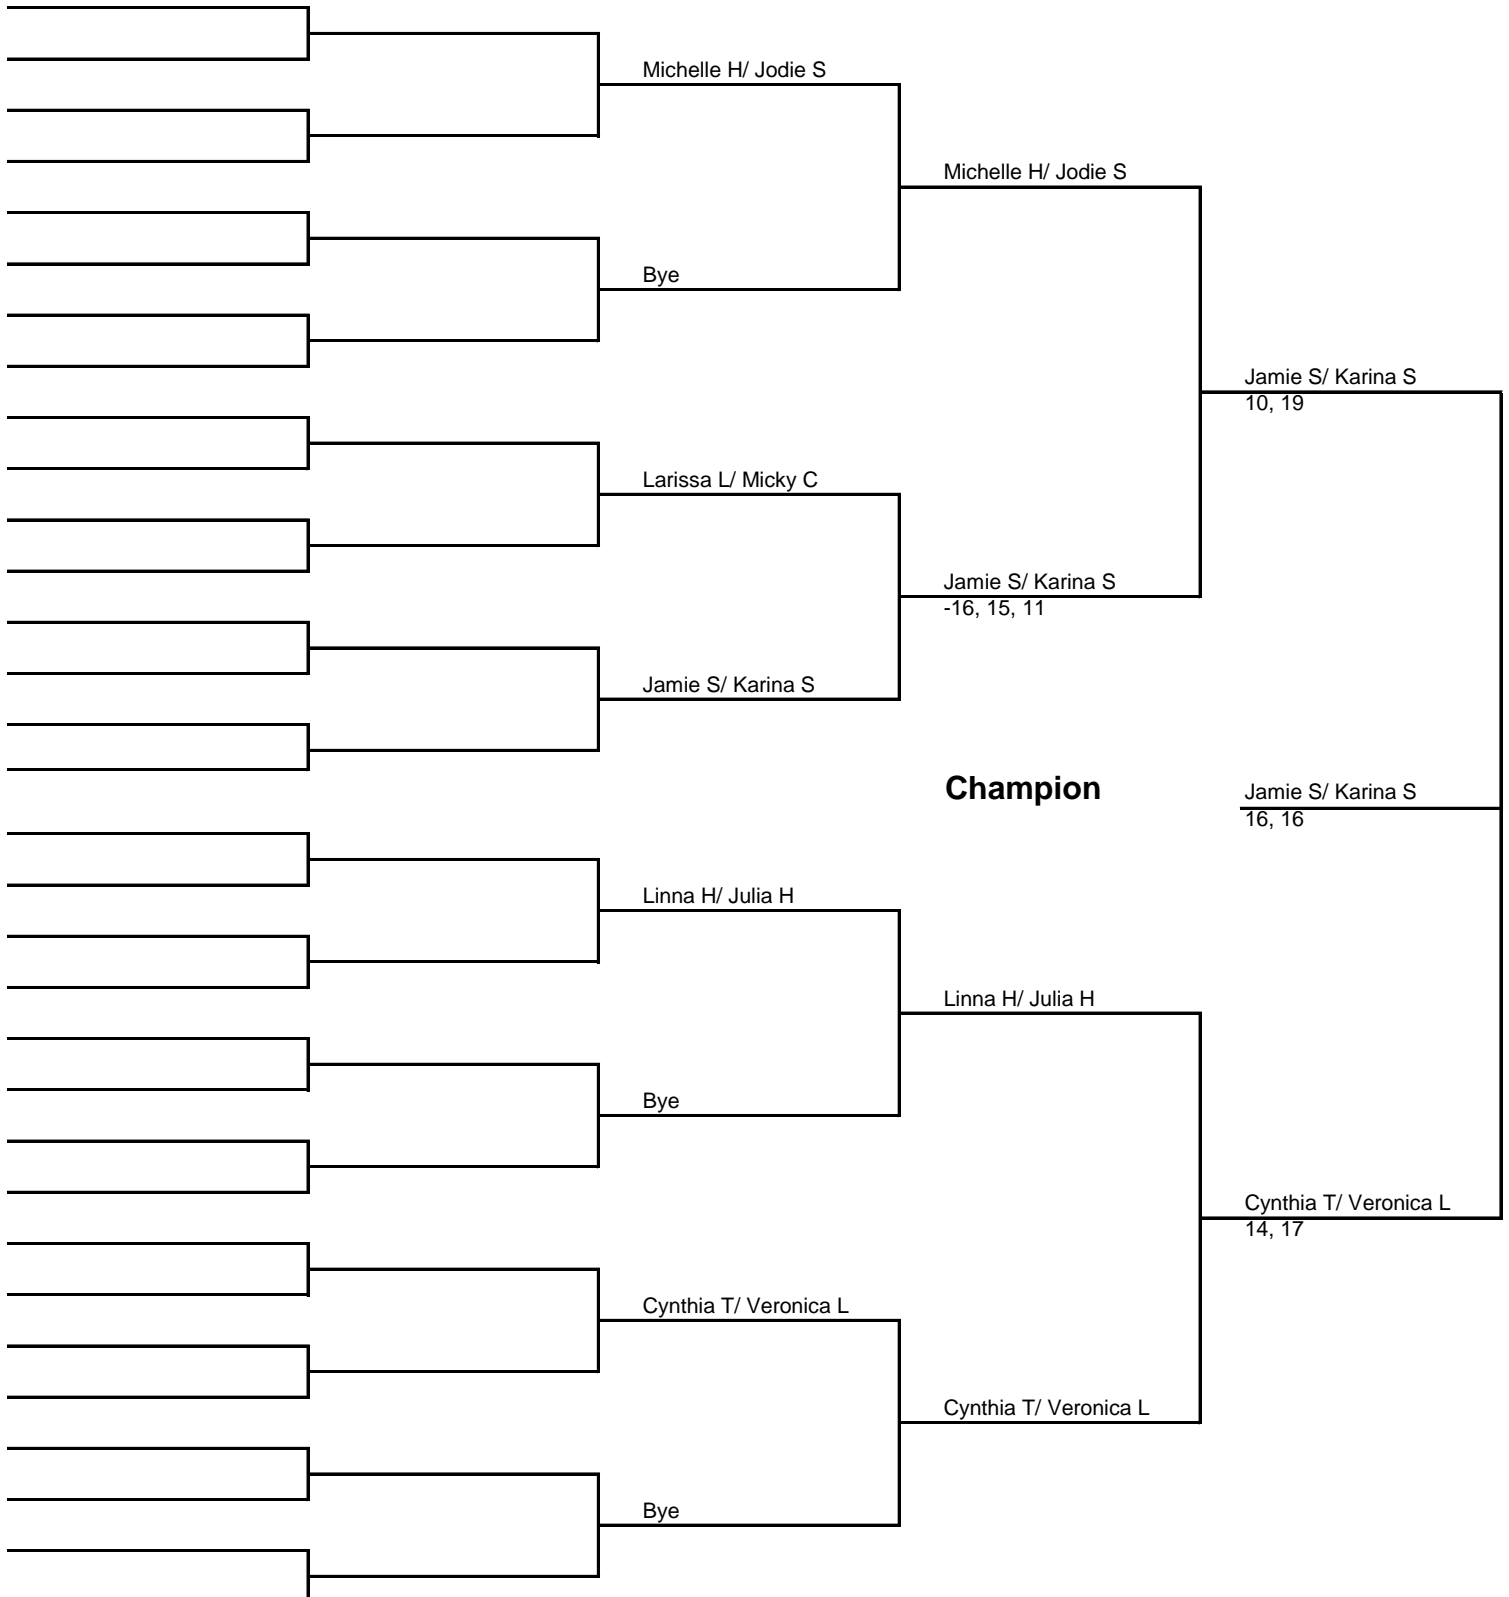 Michelle H/ Jodie S
Michelle H/ Jodie S
Bye
Jamie S/ Karina S
10, 19
Larissa L/ Micky C
Jamie S/ Karina S
-16, 15, 11
Jamie S/ Karina S
Champion
Jamie S/ Karina S
16, 16
Linna H/ Julia H
Linna H/ Julia H
Bye
Cynthia T/ Veronica L
14, 17
Cynthia T/ Veronica L
Cynthia T/ Veronica L
Bye